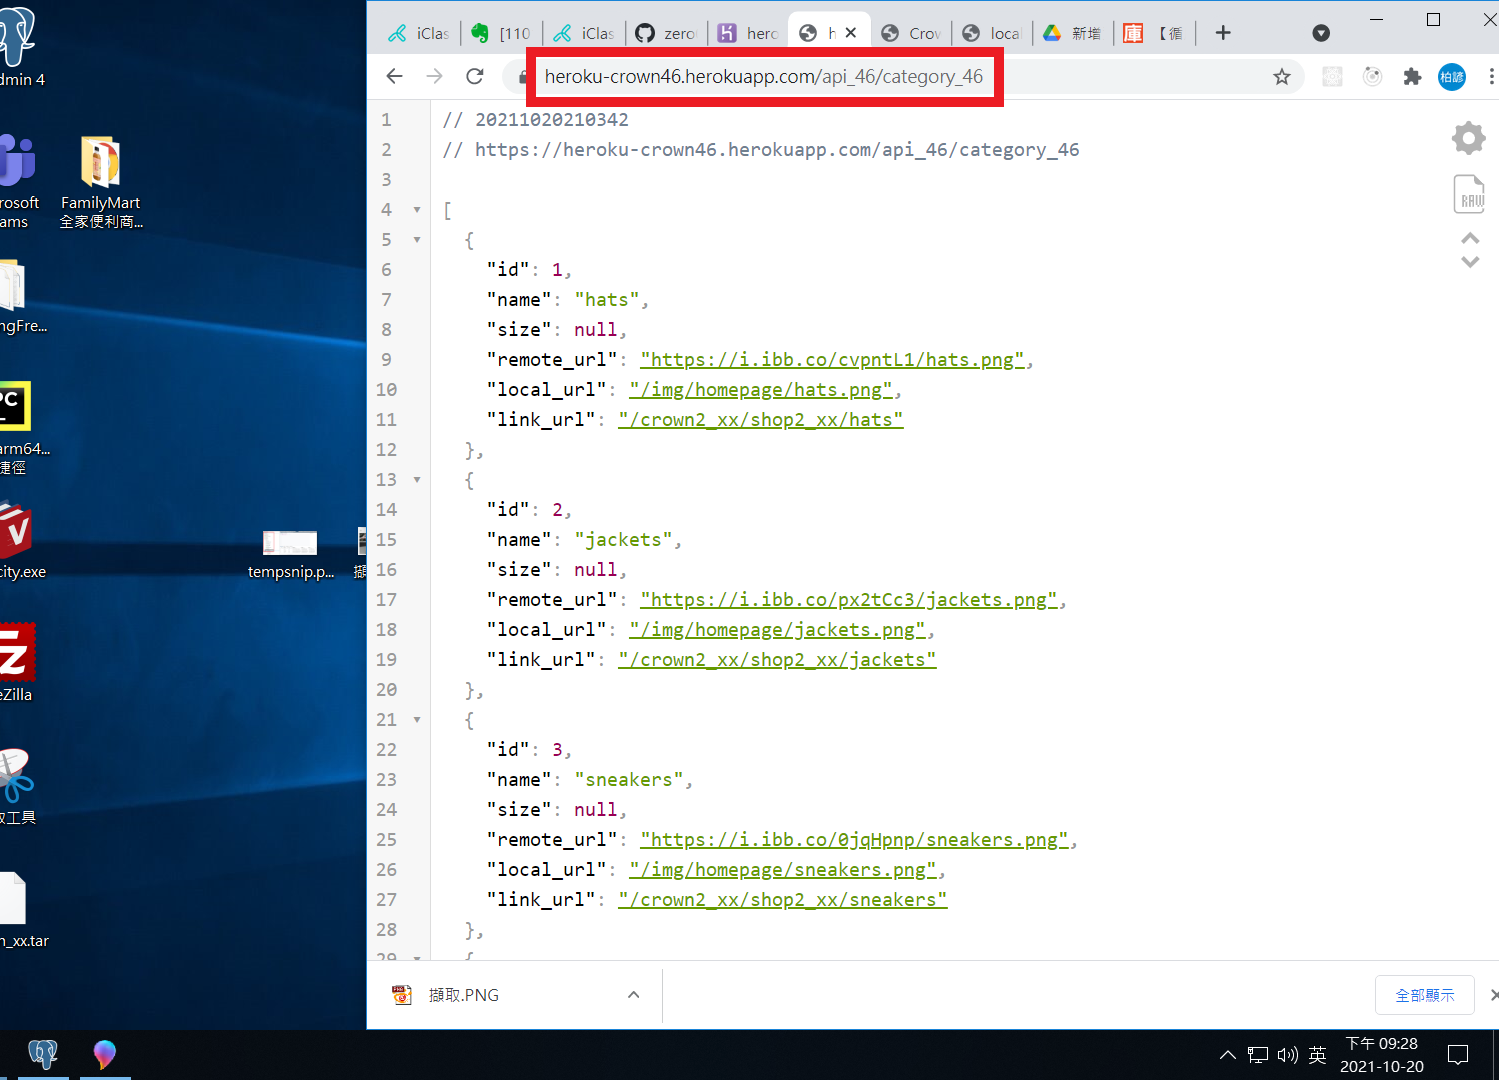 dmin 4
rosoft
ams
FamilyMart
全家便利商...
ngFre...
PC
arm64...
捷徑
city.exe
tempsnip.p...
擷
eZilla
取工具
n_xx.tar
iClas
[110
iClas
zero
hero
h
Crow
loca
新增
庫
【循
heroku-crown46.herokuapp.com/api_46/category_46
柏諺
1 // 20211020210342
2 // https://heroku-crown46.herokuapp.com/api_46/category_46
3
4 [
5 {
6 "id": 1,
7 "name": "hats",
8 "size": null,
9 "remote_url": "https://i.ibb.co/cvpntL1/hats.png",
10 "local_url": "/img/homepage/hats.png",
11 "link_url": "/crown2_xx/shop2_xx/hats"
12 },
13 {
14 "id": 2,
15 "name": "jackets",
16 "size": null,
17 "remote_url": "https://i.ibb.co/px2tCc3/jackets.png",
18 "local_url": "/img/homepage/jackets.png",
19 "link_url": "/crown2_xx/shop2_xx/jackets"
20 },
21 {
22 "id": 3,
23 "name": "sneakers",
24 "size": null,
25 "remote_url": "https://i.ibb.co/0jqHpnp/sneakers.png",
26 "local_url": "/img/homepage/sneakers.png",
27 "link_url": "/crown2_xx/shop2_xx/sneakers"
28 },
29 {
RAW
擷取.PNG
全部顯示
英
下午 09:28
2021-10-20